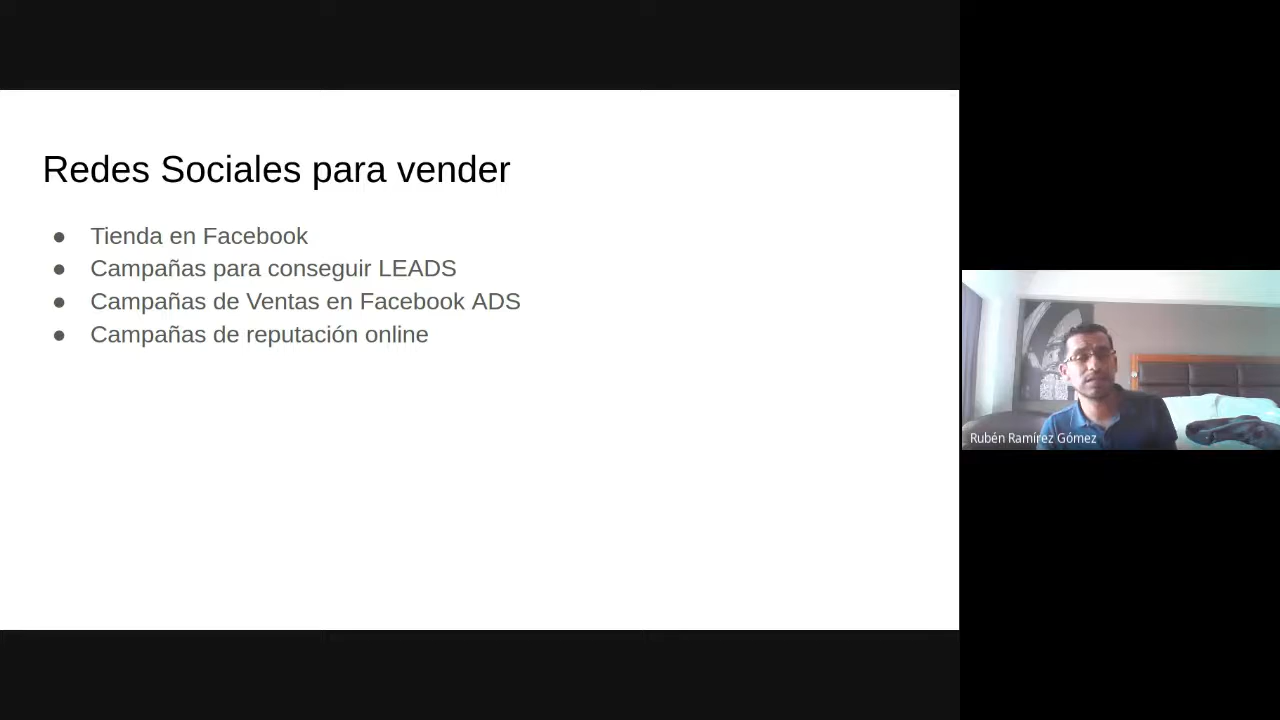 Redes Sociales para vender
● Tienda en Facebook
● Campañas para conseguir LEADS
● Campañas de Ventas en Facebook ADS
● Campañas de reputación online
Rubén Ramírez Gómez